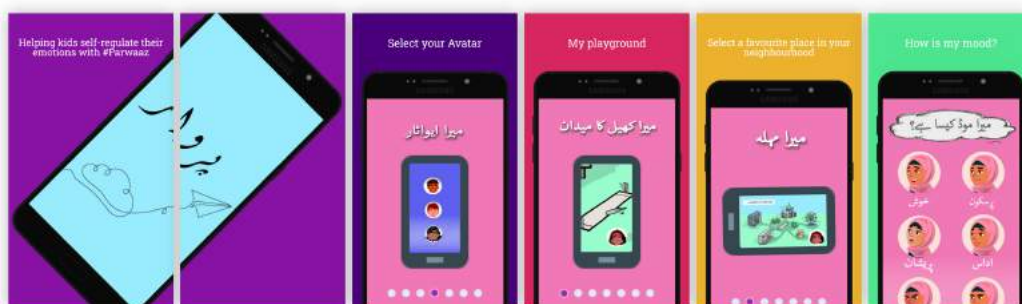 Helping kids self-regulate their
emotions with #Parwaaz
Select your Avatar
میرا ایواٹار
My playground
میرا کھیل کا میدان
Select a favourite place in your
neighbourhood
میرا محلہ
How is my mood?
میرا موڈ کیسا ہے؟
خوش
پرسکون
پریشان
اداس